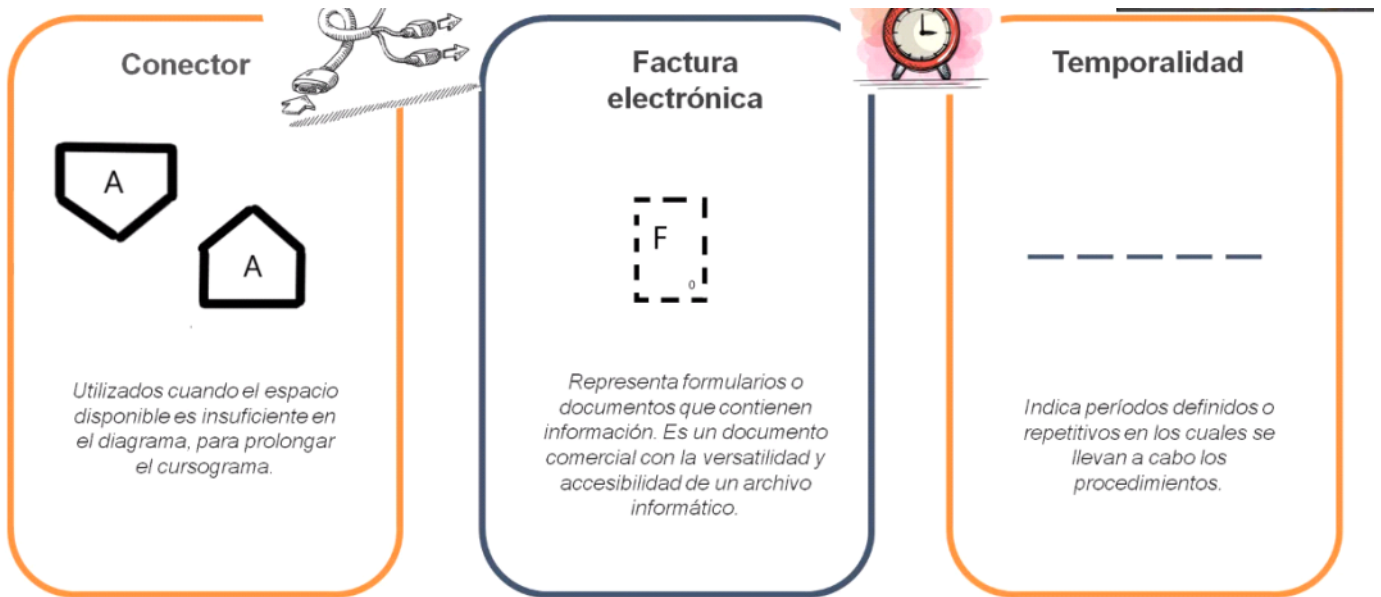 Conector
A
A
Utilizados cuando el espacio
disponible es insuficiente en
el diagrama, para prolongar
el cursograma.
Factura
electrónica
F
0
Representa formularios o
documentos que contienen
información. Es un documento
comercial con la versatilidad y
accesibilidad de un archivo
informático.
Temporalidad
Indica períodos definidos o
repetitivos en los cuales se
llevan a cabo los
procedimientos.